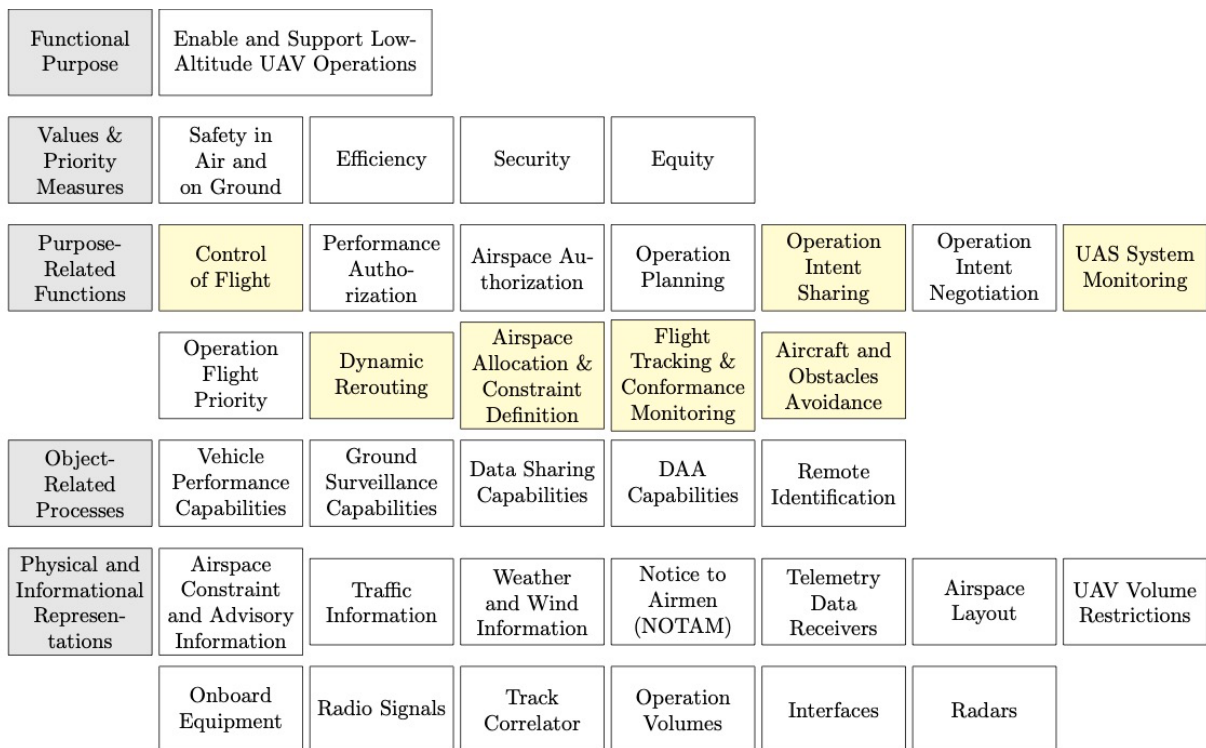 Functional
Purpose
Enable and Support Low-
Altitude UAV Operations
Values &
Priority
Measures
Safety in
Air and
on Ground
Efficiency
Security
Equity
Purpose-
Related
Functions
Control
of Flight
Performance
Autho-
rization
Airspace Au-
thorization
Operation
Planning
Operation
Intent
Sharing
Operation
Intent
Negotiation
UAS System
Monitoring
Operation
Flight
Priority
Dynamic
Rerouting
Airspace
Allocation &
Constraint
Definition
Flight
Tracking &
Conformance
Monitoring
Aircraft and
Obstacles
Avoidance
Object-
Related
Processes
Vehicle
Performance
Capabilities
Ground
Surveillance
Capabilities
Data Sharing
Capabilities
DAA
Capabilities
Remote
Identification
Physical and
Informational
Represen-
tations
Airspace
Constraint
and Advisory
Information
Traffic
Information
Weather
and Wind
Information
Notice to
Airmen
(NOTAM)
Telemetry
Data
Receivers
Airspace
Layout
UAV Volume
Restrictions
Onboard
Equipment
Radio Signals
Track
Correlator
Operation
Volumes
Interfaces
Radars